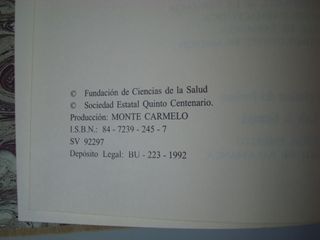 © Fundación de Ciencias de la Salud
© Sociedad Estatal Quinto Centenario.
Producción: MONTE CARMELO
I.S.B.N.: 84 - 7239 - 245 - 7
SV 92297
Depósito Legal: BU - 223 - 1992